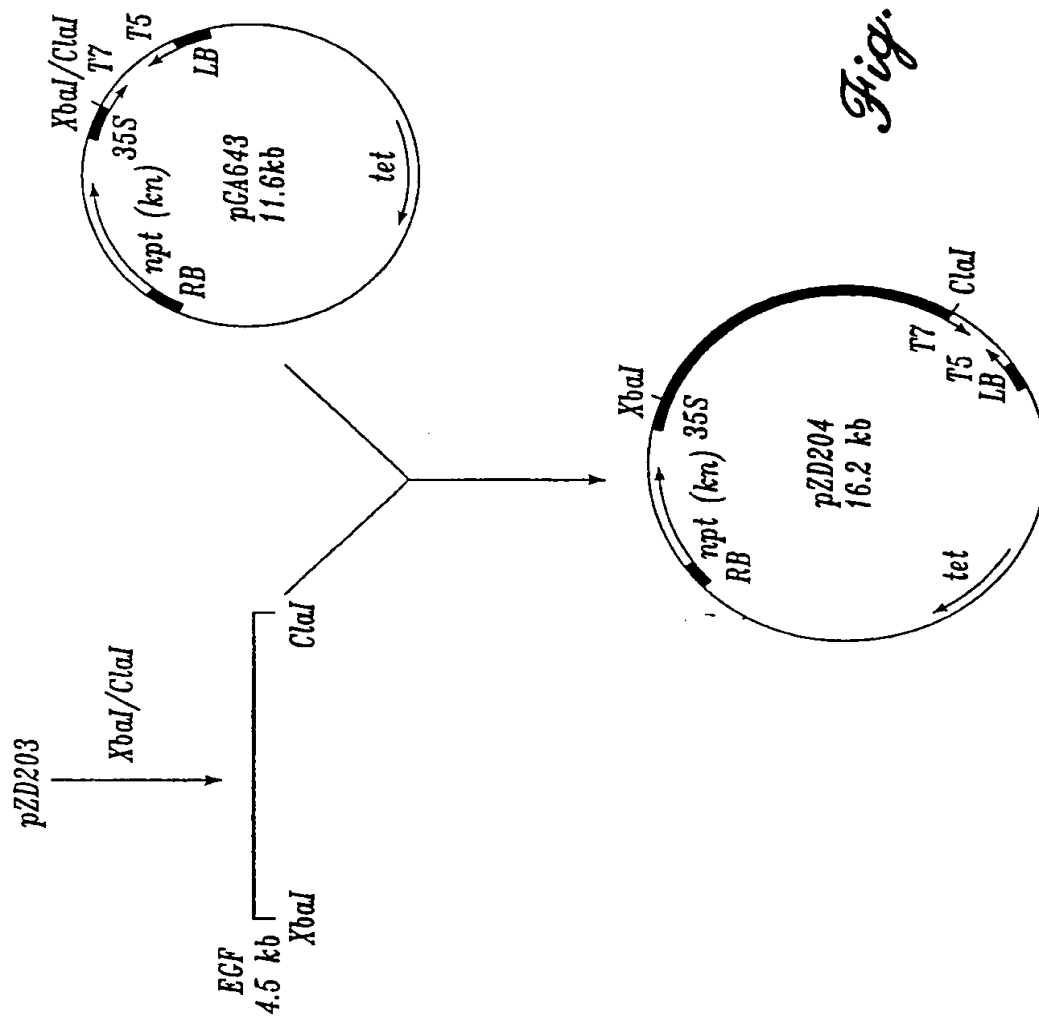 pZD203
XbaI/ClaI
EGF
4.5 kb
XbaI
ClaI
XbaI/ClaI
T7
T5
LB
35S
npt (kn)
RB
pGA643
11.6kb
tet
XbaI
35S
npt (kn)
RB
pZD204
16.2 kb
tet
T7
T5
LB
ClaI
Fig.